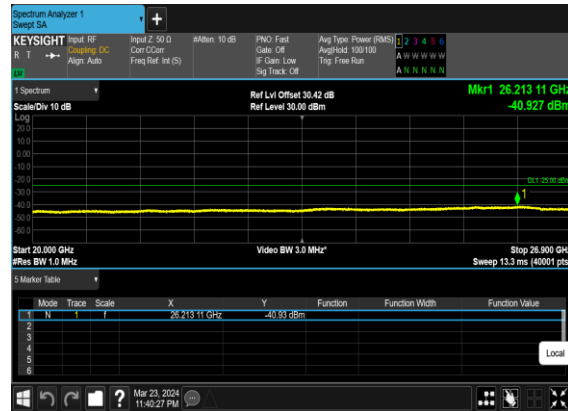 Spectrum Analyzer 1
Swept SA
+
KEYSIGHT Input: RF Input Z: 50 Ω #Atten: 10 dB PNO: Fast Avg Type: Power (RMS) 1 2 3 4 5 6
R T Coupling: DC Corr CCorr Gate: Off Avg|Hold: 100/100 A W W W W W
Align: Auto Freq Ref: Int (S) IF Gain: Low Trig: Free Run
LW Sig Track: Off A N N N N N
1 Spectrum Ref Lvl Offset 30.42 dB Mkr1 26.213 11 GHz
Scale/Div 10 dB Ref Level 30.00 dBm -40.927 dBm
Log
20.0
10.0
0.00
-10.0
-20.0
DL1 -25.00 dBm
-30.0
1
-40.0
-50.0
-60.0
Start 20.000 GHz Video BW 3.0 MHz* Stop 26.900 GHz
#Res BW 1.0 MHz Sweep 13.3 ms (40001 pts)
5 Marker Table
Mode Trace Scale X Y Function Function Width Function Value
1 N 1 f 26.213 11 GHz -40.93 dBm
2
3
4
5
6
Local
? Mar 23, 2024
11:40:27 PM